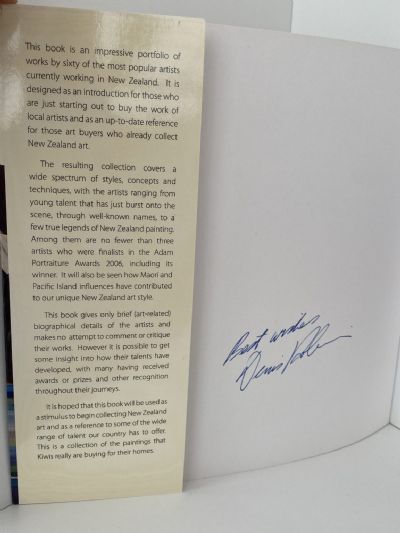 This book is an impressive portfolio of
works by sixty of the most popular artists
currently working in New Zealand. It is
designed as an introduction for those who
are just starting out to buy the work of
local artists and as an up-to-date reference
for those art buyers who already collect
New Zealand art.
The resulting collection covers a
wide spectrum of styles, concepts and
techniques, with the artists ranging from
young talent that has just burst onto the
scene, through well-known names, to a
few true legends of New Zealand painting.
Among them are no fewer than three
artists who were finalists in the Adam
Portraiture Awards 2006, including its
winner. It will also be seen how Maori and
Pacific Island influences have contributed
to our unique New Zealand art style.
This book gives only brief (art-related)
biographical details of the artists and
makes no attempt to comment or critique
their works. However it is possible to get
some insight into how their talents have
developed, with many having received
awards or prizes and other recognition
throughout their journeys.
It is hoped that this book will be used as
a stimulus to begin collecting New Zealand
art and as a reference to some of the wide
range of talent our country has to offer.
This is a collection of the paintings that
Kiwis really are buying for their homes.
Best wishes
Denis